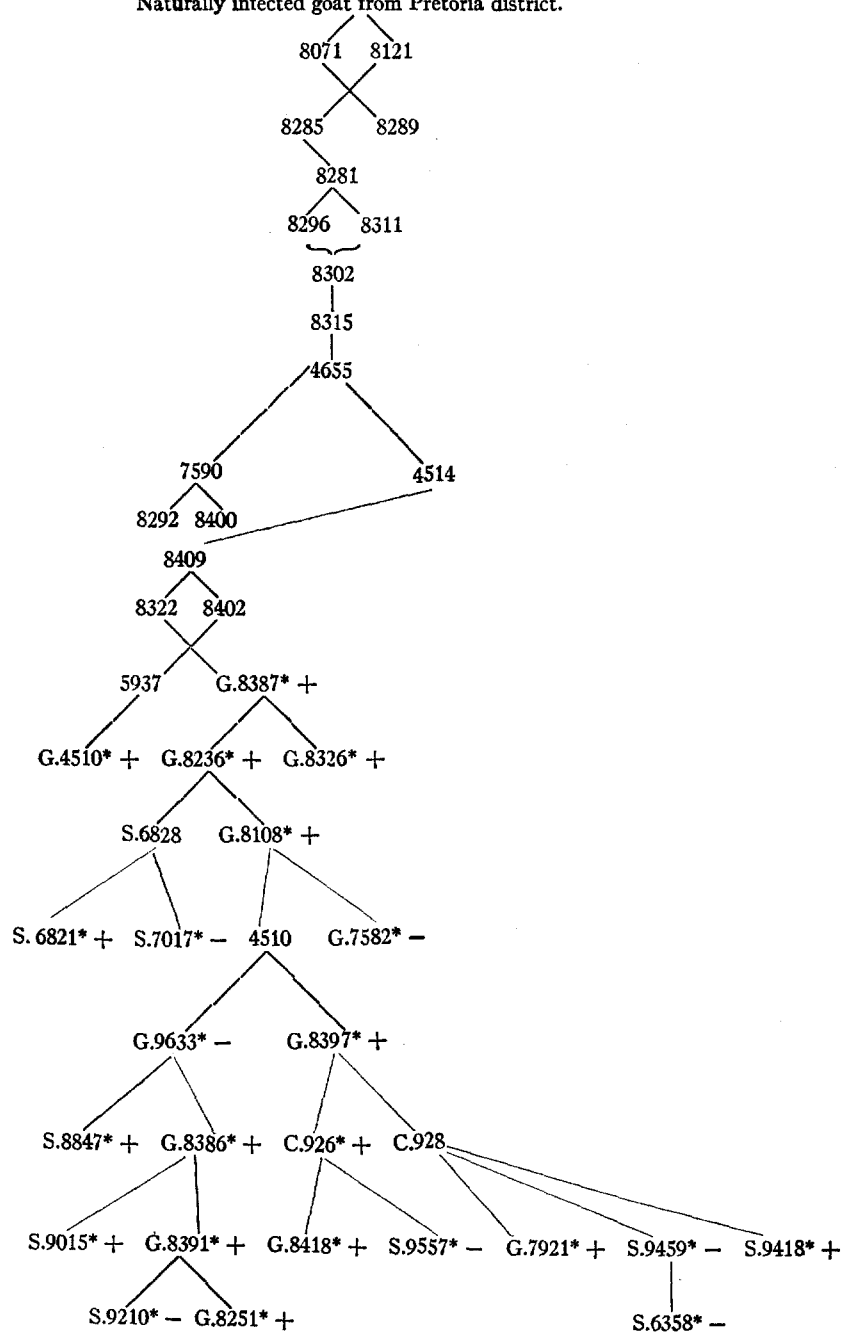 Naturally infected goat from Pretoria district.
8071 8121
8285 8289
8281
8296 8311
8302
8315
4655
7590 4514
8292 8400
8409
8322 8402
5937 G.8387* +
G.4510* + G.8236* + G.8326* +
S.6828 G.8108* +
S. 6821* + S.7017* − 4510 G.7582* −
G.9633* − G.8397* +
S.8847* + G.8386* + C.926* + C.928
S.9015* + G.8391* + G.8418* + S.9557* − G.7921* + S.9459* − S.9418* +
S.9210* − G.8251* + S.6358* −